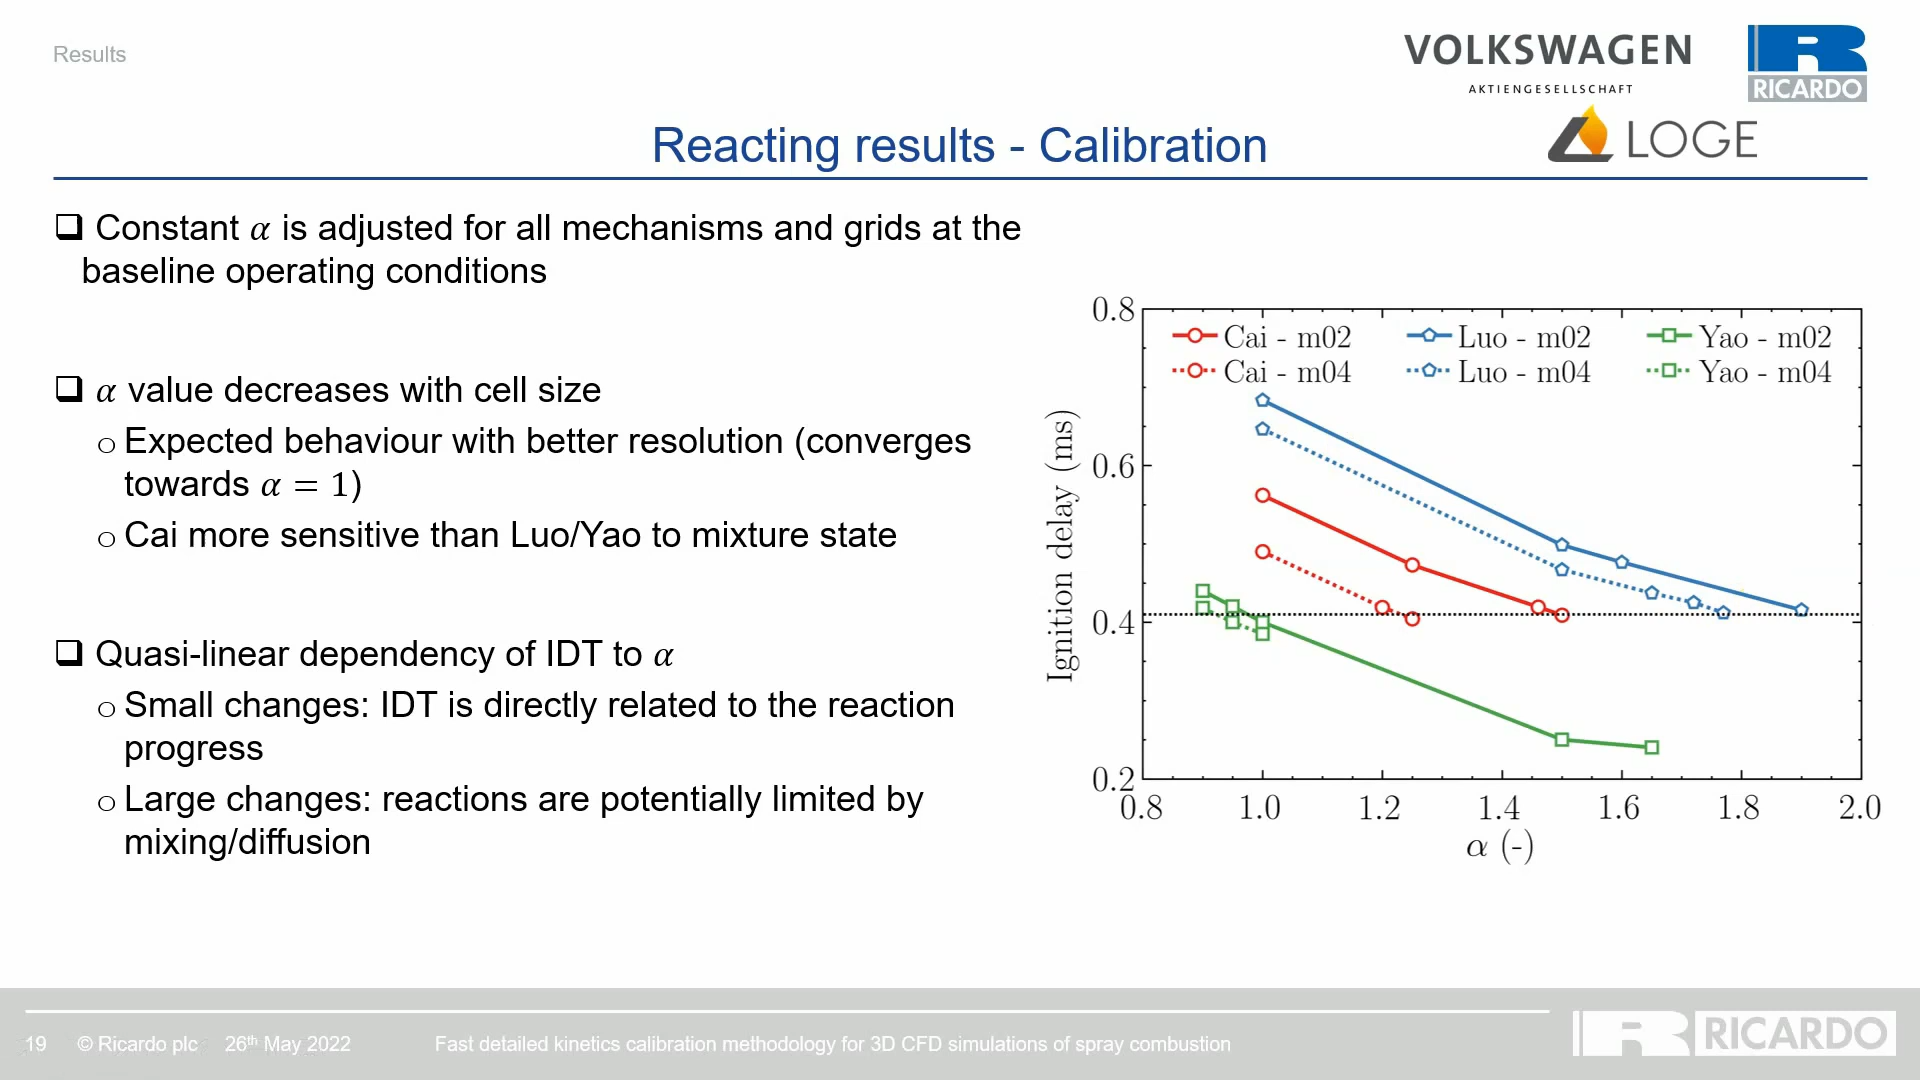 Results
VOLKSWAGEN
AKTIENGESELLSCHAFT
RICARDO
LOGE
Reacting results - Calibration
❑ Constant α is adjusted for all mechanisms and grids at the
baseline operating conditions
❑ α value decreases with cell size
o Expected behaviour with better resolution (converges
towards α = 1)
o Cai more sensitive than Luo/Yao to mixture state
❑ Quasi-linear dependency of IDT to α
o Small changes: IDT is directly related to the reaction
progress
o Large changes: reactions are potentially limited by
mixing/diffusion
Cai - m02 Luo - m02 Yao - m02
Cai - m04 Luo - m04 Yao - m04
Ignition delay (ms)
0.8
0.6
0.4
0.2
0.8 1.0 1.2 1.4 1.6 1.8 2.0
α (-)
19 © Ricardo plc 26th May 2022 Fast detailed kinetics calibration methodology for 3D CFD simulations of spray combustion
RICARDO